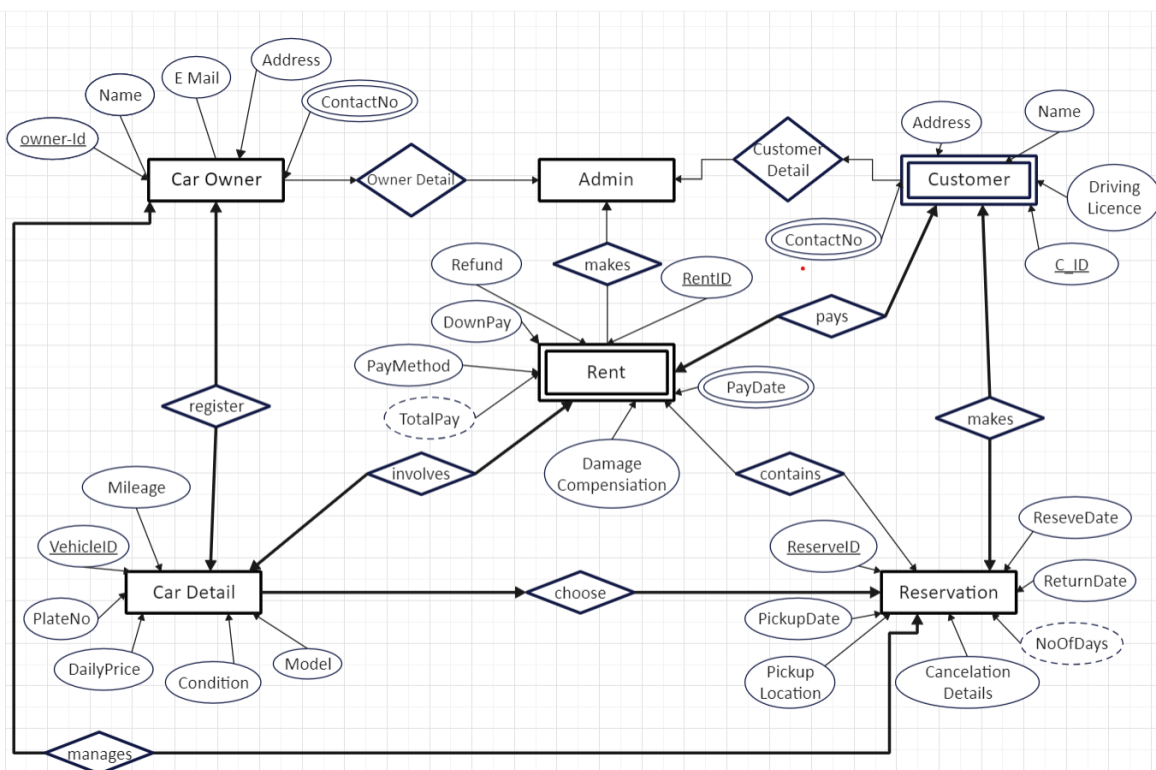 Address
E Mail
Name
ContactNo
owner-Id
Car Owner
Owner Detail
Admin
Customer
Detail
Address
Name
Customer
Driving
Licence
ContactNo
C_ID
Refund
makes
RentID
DownPay
pays
PayMethod
Rent
PayDate
TotalPay
register
makes
Damage
Compensiation
involves
contains
Mileage
VehicleID
Car Detail
PlateNo
DailyPrice
Condition
Model
choose
ReserveID
ReseveDate
Reservation
ReturnDate
PickupDate
NoOfDays
Pickup
Location
Cancelation
Details
manages